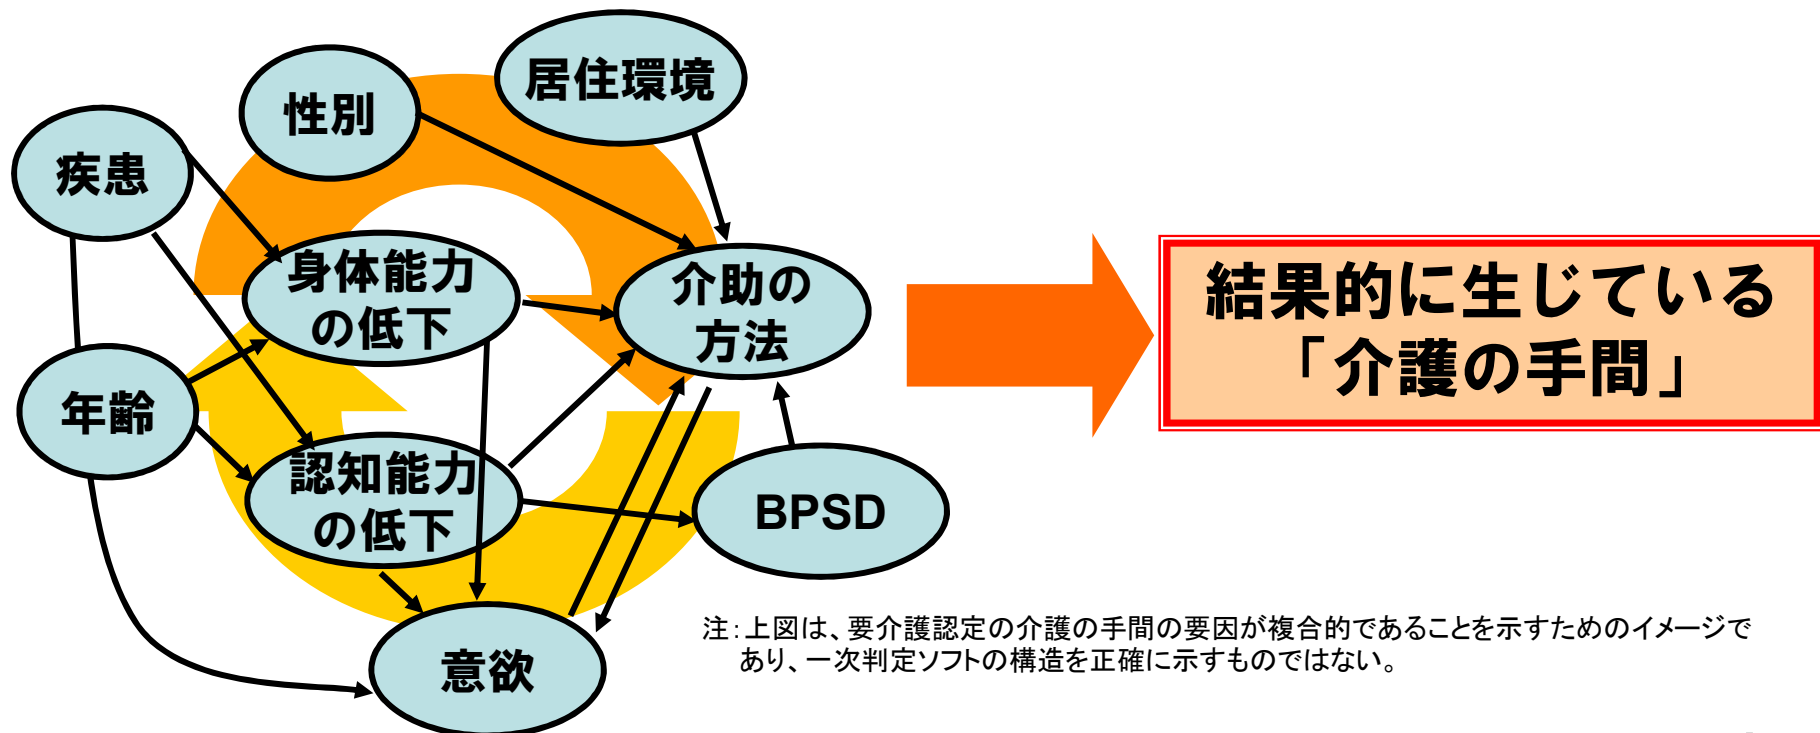 居住環境
性別
疾患
身体能力
の低下
介助の
方法
結果的に生じている
「介護の手間」
年齢
認知能力
の低下
BPSD
意欲
注：上図は、要介護認定の介護の手間の要因が複合的であることを示すためのイメージで
あり、一次判定ソフトの構造を正確に示すものではない。